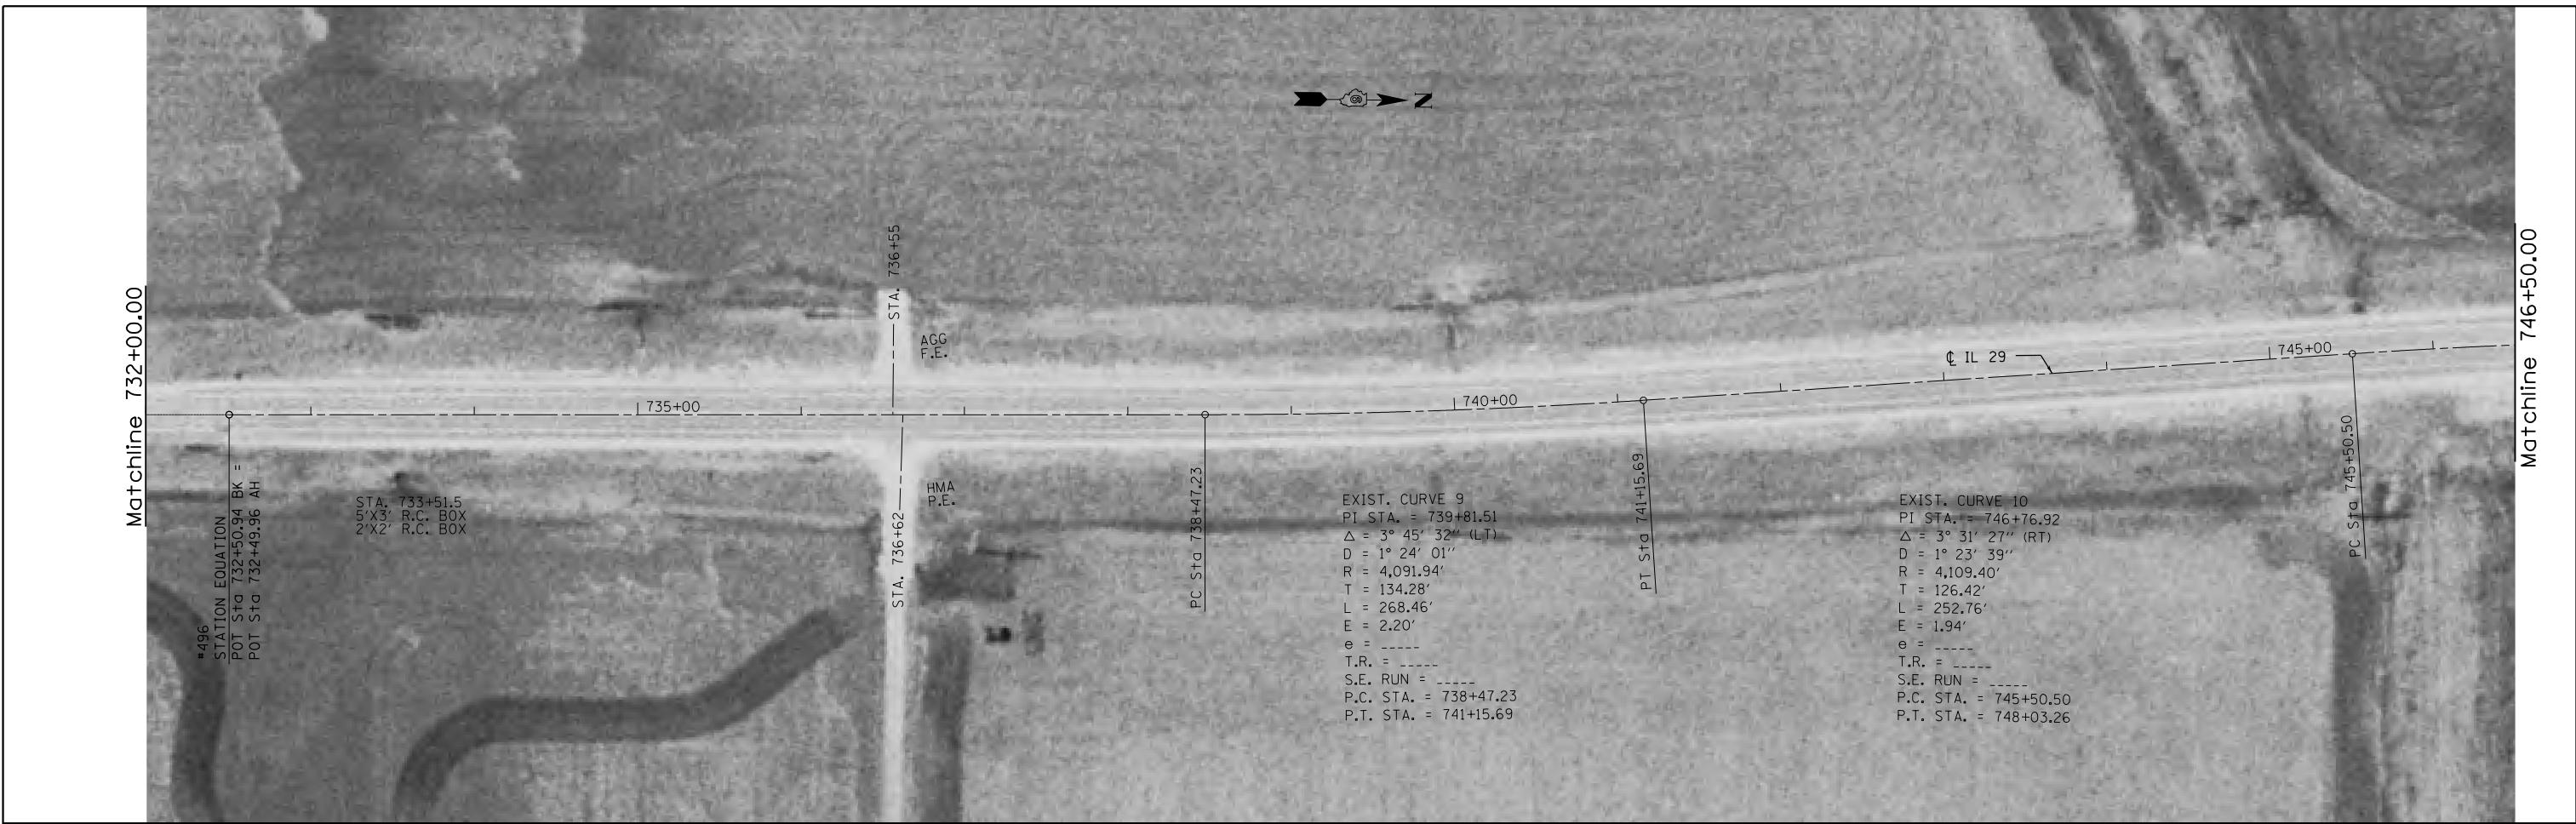 N
Matchline 732+00.00
#496
STATION EQUATION
POT Sta 732+50.94 BK =
POT Sta 732+49.96 AH
STA. 733+51.5
5'X3' R.C. BOX
2'X2' R.C. BOX
735+00
STA. 736+55
AGG
F.E.
STA. 736+62
HMA
P.E.
PC Sta 738+47.23
740+00
EXIST. CURVE 9
PI STA. = 739+81.51
Δ = 3° 45' 32'' (LT)
D = 1° 24' 01''
R = 4,091.94'
T = 134.28'
L = 268.46'
E = 2.20'
e = _____
T.R. = _____
S.E. RUN = _____
P.C. STA. = 738+47.23
P.T. STA. = 741+15.69
PT Sta 741+15.69
℄ IL 29
EXIST. CURVE 10
PI STA. = 746+76.92
Δ = 3° 31' 27'' (RT)
D = 1° 23' 39''
R = 4,109.40'
T = 126.42'
L = 252.76'
E = 1.94'
e = _____
T.R. = _____
S.E. RUN = _____
P.C. STA. = 745+50.50
P.T. STA. = 748+03.26
745+00
PC Sta 745+50.50
Matchline 746+50.00